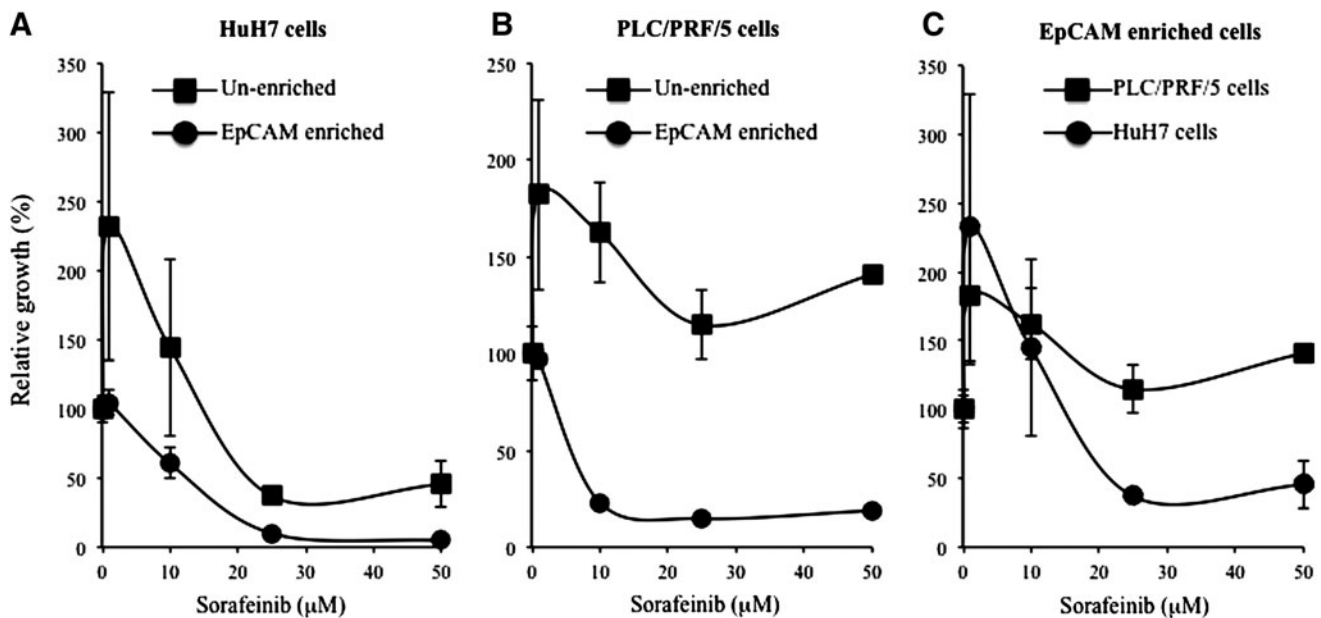 A
HuH7 cells
Un-enriched
EpCAM enriched
350
300
250
200
150
100
50
0
Relative growth (%)
0 10 20 30 40 50
Sorafeinib (μM)
B
PLC/PRF/5 cells
Un-enriched
EpCAM enriched
250
200
150
100
50
0
0 10 20 30 40 50
Sorafeinib (μM)
C
EpCAM enriched cells
PLC/PRF/5 cells
HuH7 cells
350
300
250
200
150
100
50
0
0 10 20 30 40 50
Sorafeinib (μM)